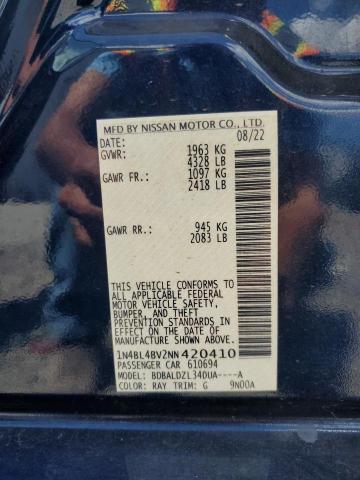 MFD BY NISSAN MOTOR CO., LTD.
DATE: 08/22
GVWR: 1963 KG
4328 LB
GAWR FR.: 1097 KG
2418 LB
GAWR RR.: 945 KG
2083 LB
THIS VEHICLE CONFORMS TO
ALL APPLICABLE FEDERAL
MOTOR VEHICLE SAFETY,
BUMPER, AND THEFT
PREVENTION STANDARDS IN
EFFECT ON THE DATE OF
MANUFACTURE SHOWN ABOVE.
1N4BL4BV2NN420410
PASSENGER CAR 610694
MODEL: BDBALDZL34DUA----A
COLOR: RAY TRIM: G 9N00A